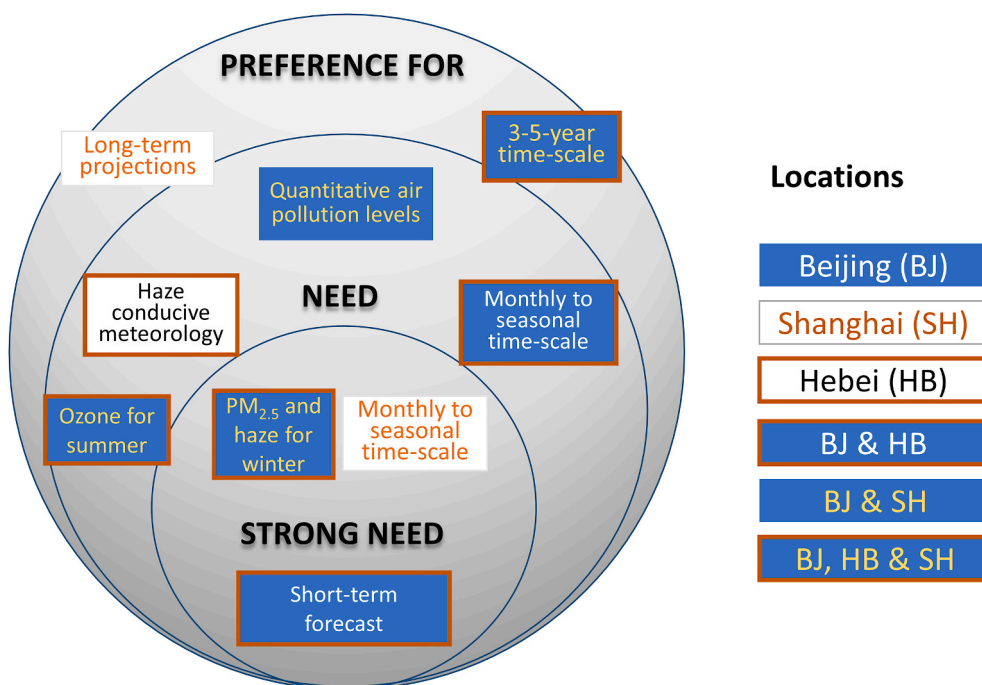 PREFERENCE FOR
Long-term
projections
3-5-year
time-scale
Quantitative air
pollution levels
NEED
Haze
conducive
meteorology
Monthly to
seasonal
time-scale
Ozone for
summer
PM₂.₅ and
haze for
winter
Monthly to
seasonal
time-scale
STRONG NEED
Short-term
forecast
Locations
Beijing (BJ)
Shanghai (SH)
Hebei (HB)
BJ & HB
BJ & SH
BJ, HB & SH